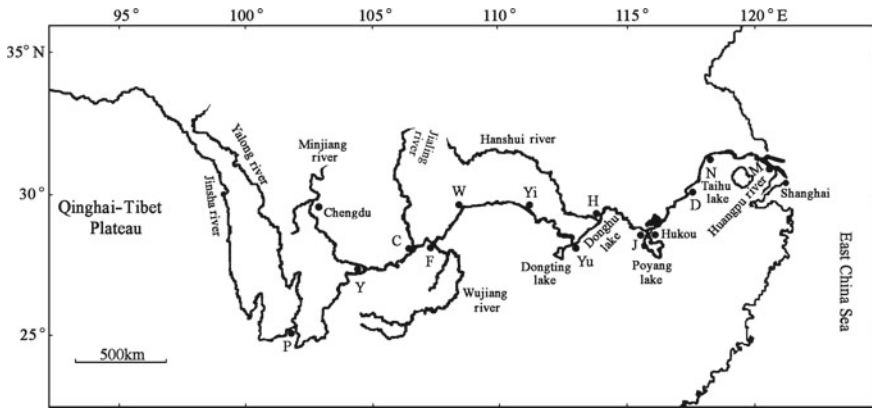 95° 100° 105° 110° 115° 120° E
35° N
30°
25°
Qinghai-Tibet
Plateau
Jinsha river
Yalong river
Minjiang
river
Chengdu
Jialing
river
Hanshui river
Wujiang
river
Dongting
lake
Donghu
lake
Hukou
Poyang
lake
Taihu
lake
Huangpu river
Shanghai
East China Sea
P
Y
C
F
W
Yi
Yu
H
J
D
N
M
500km